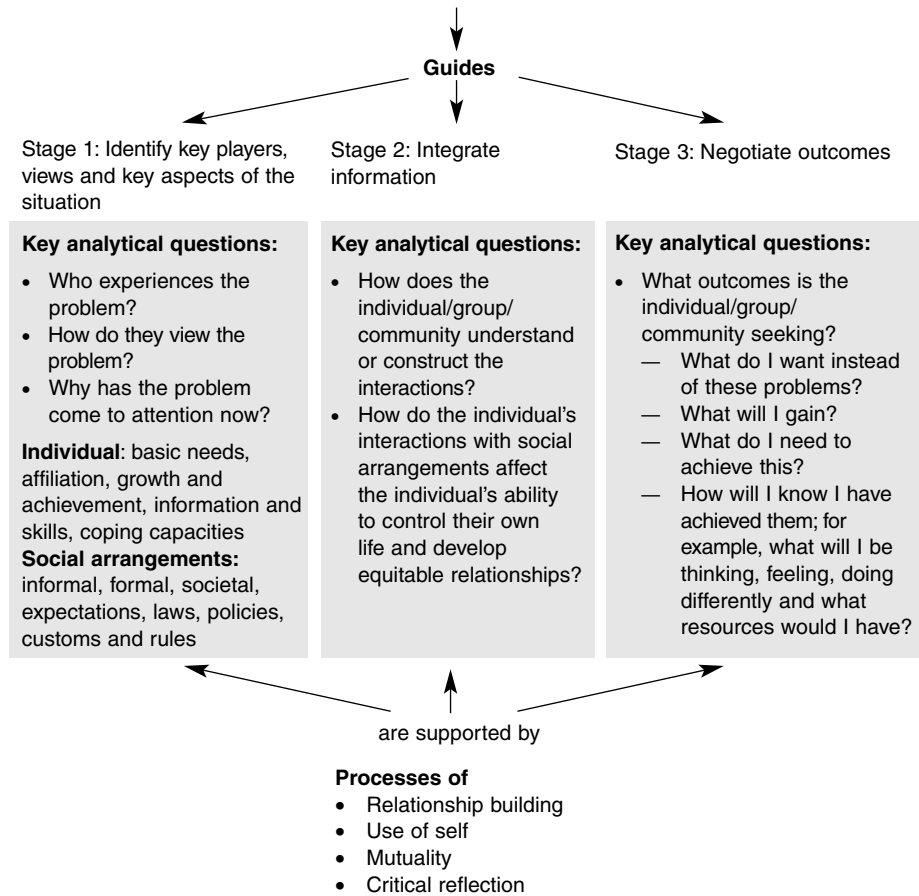 Guides
Stage 1: Identify key players,
views and key aspects of the
situation
Key analytical questions:
• Who experiences the
problem?
• How do they view the
problem?
• Why has the problem
come to attention now?
Individual: basic needs,
affiliation, growth and
achievement, information and
skills, coping capacities
Social arrangements:
informal, formal, societal,
expectations, laws, policies,
customs and rules
Stage 2: Integrate
information
Key analytical questions:
• How does the
individual/group/
community understand
or construct the
interactions?
• How do the individual’s
interactions with social
arrangements affect
the individual’s ability
to control their own
life and develop
equitable relationships?
Stage 3: Negotiate outcomes
Key analytical questions:
• What outcomes is the
individual/group/
community seeking?
— What do I want instead
of these problems?
— What will I gain?
— What do I need to
achieve this?
— How will I know I have
achieved them; for
example, what will I be
thinking, feeling, doing
differently and what
resources would I have?
are supported by
Processes of
• Relationship building
• Use of self
• Mutuality
• Critical reflection